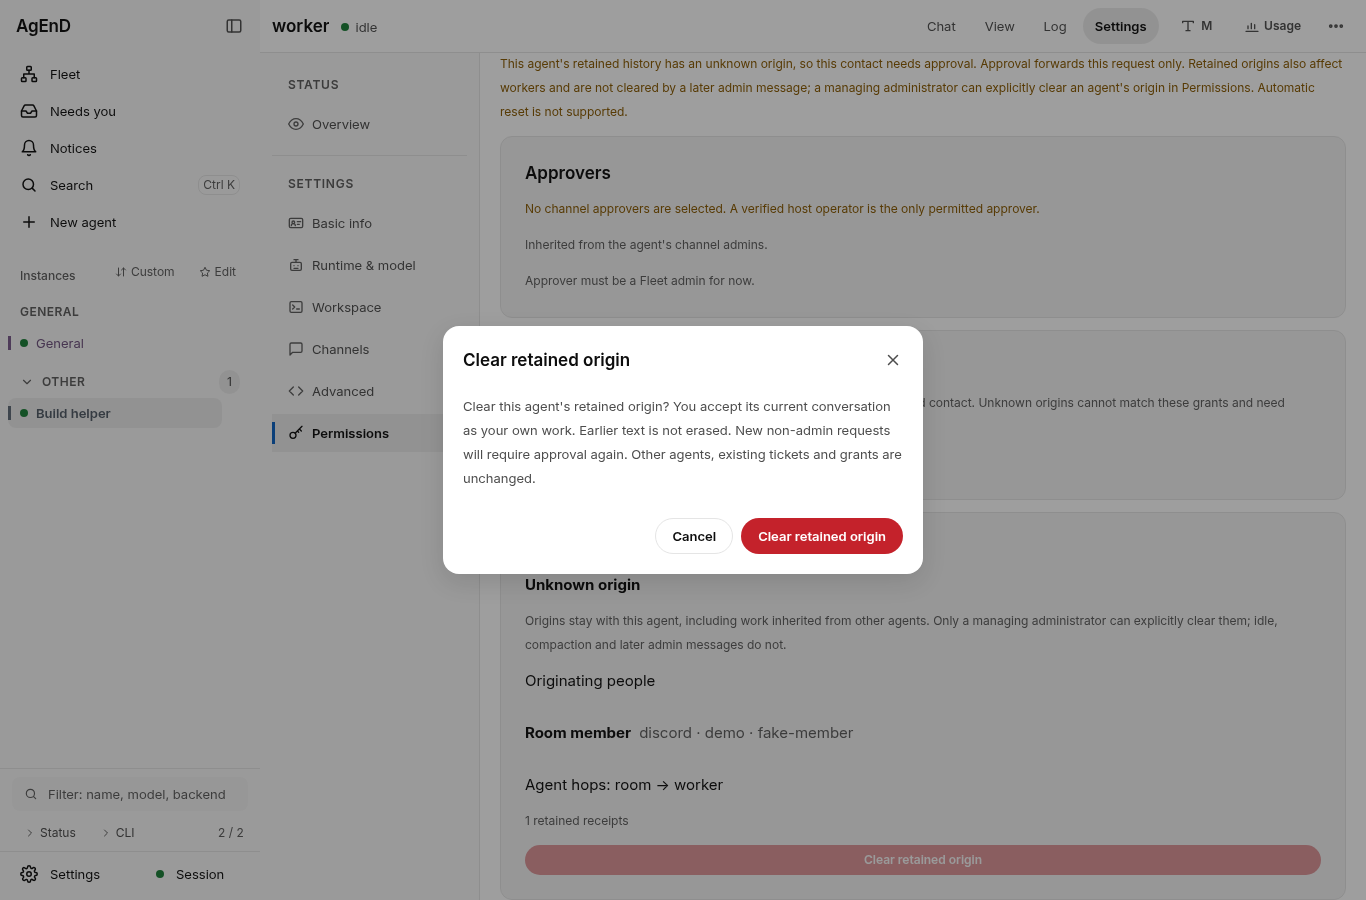 AgEnD
Fleet
Needs you
Notices
Search
Ctrl K
New agent
Instances
Custom
Edit
GENERAL
General
OTHER
1
Build helper
Filter: name, model, backend
Status
CLI
2 / 2
Settings
Session
worker
idle
Chat
View
Log
Settings
M
Usage
STATUS
Overview
SETTINGS
Basic info
Runtime & model
Workspace
Channels
Advanced
Permissions
This agent's retained history has an unknown origin, so this contact needs approval. Approval forwards this request only. Retained origins also affect
workers and are not cleared by a later admin message; a managing administrator can explicitly clear an agent's origin in Permissions. Automatic
reset is not supported.
Approvers
No channel approvers are selected. A verified host operator is the only permitted approver.
Inherited from the agent's channel admins.
Approver must be a Fleet admin for now.
contact. Unknown origins cannot match these grants and need
Clear retained origin
Clear this agent's retained origin? You accept its current conversation
as your own work. Earlier text is not erased. New non-admin requests
will require approval again. Other agents, existing tickets and grants are
unchanged.
Cancel
Clear retained origin
Unknown origin
Origins stay with this agent, including work inherited from other agents. Only a managing administrator can explicitly clear them; idle,
compaction and later admin messages do not.
Originating people
Room member discord · demo · fake-member
Agent hops: room → worker
1 retained receipts
Clear retained origin